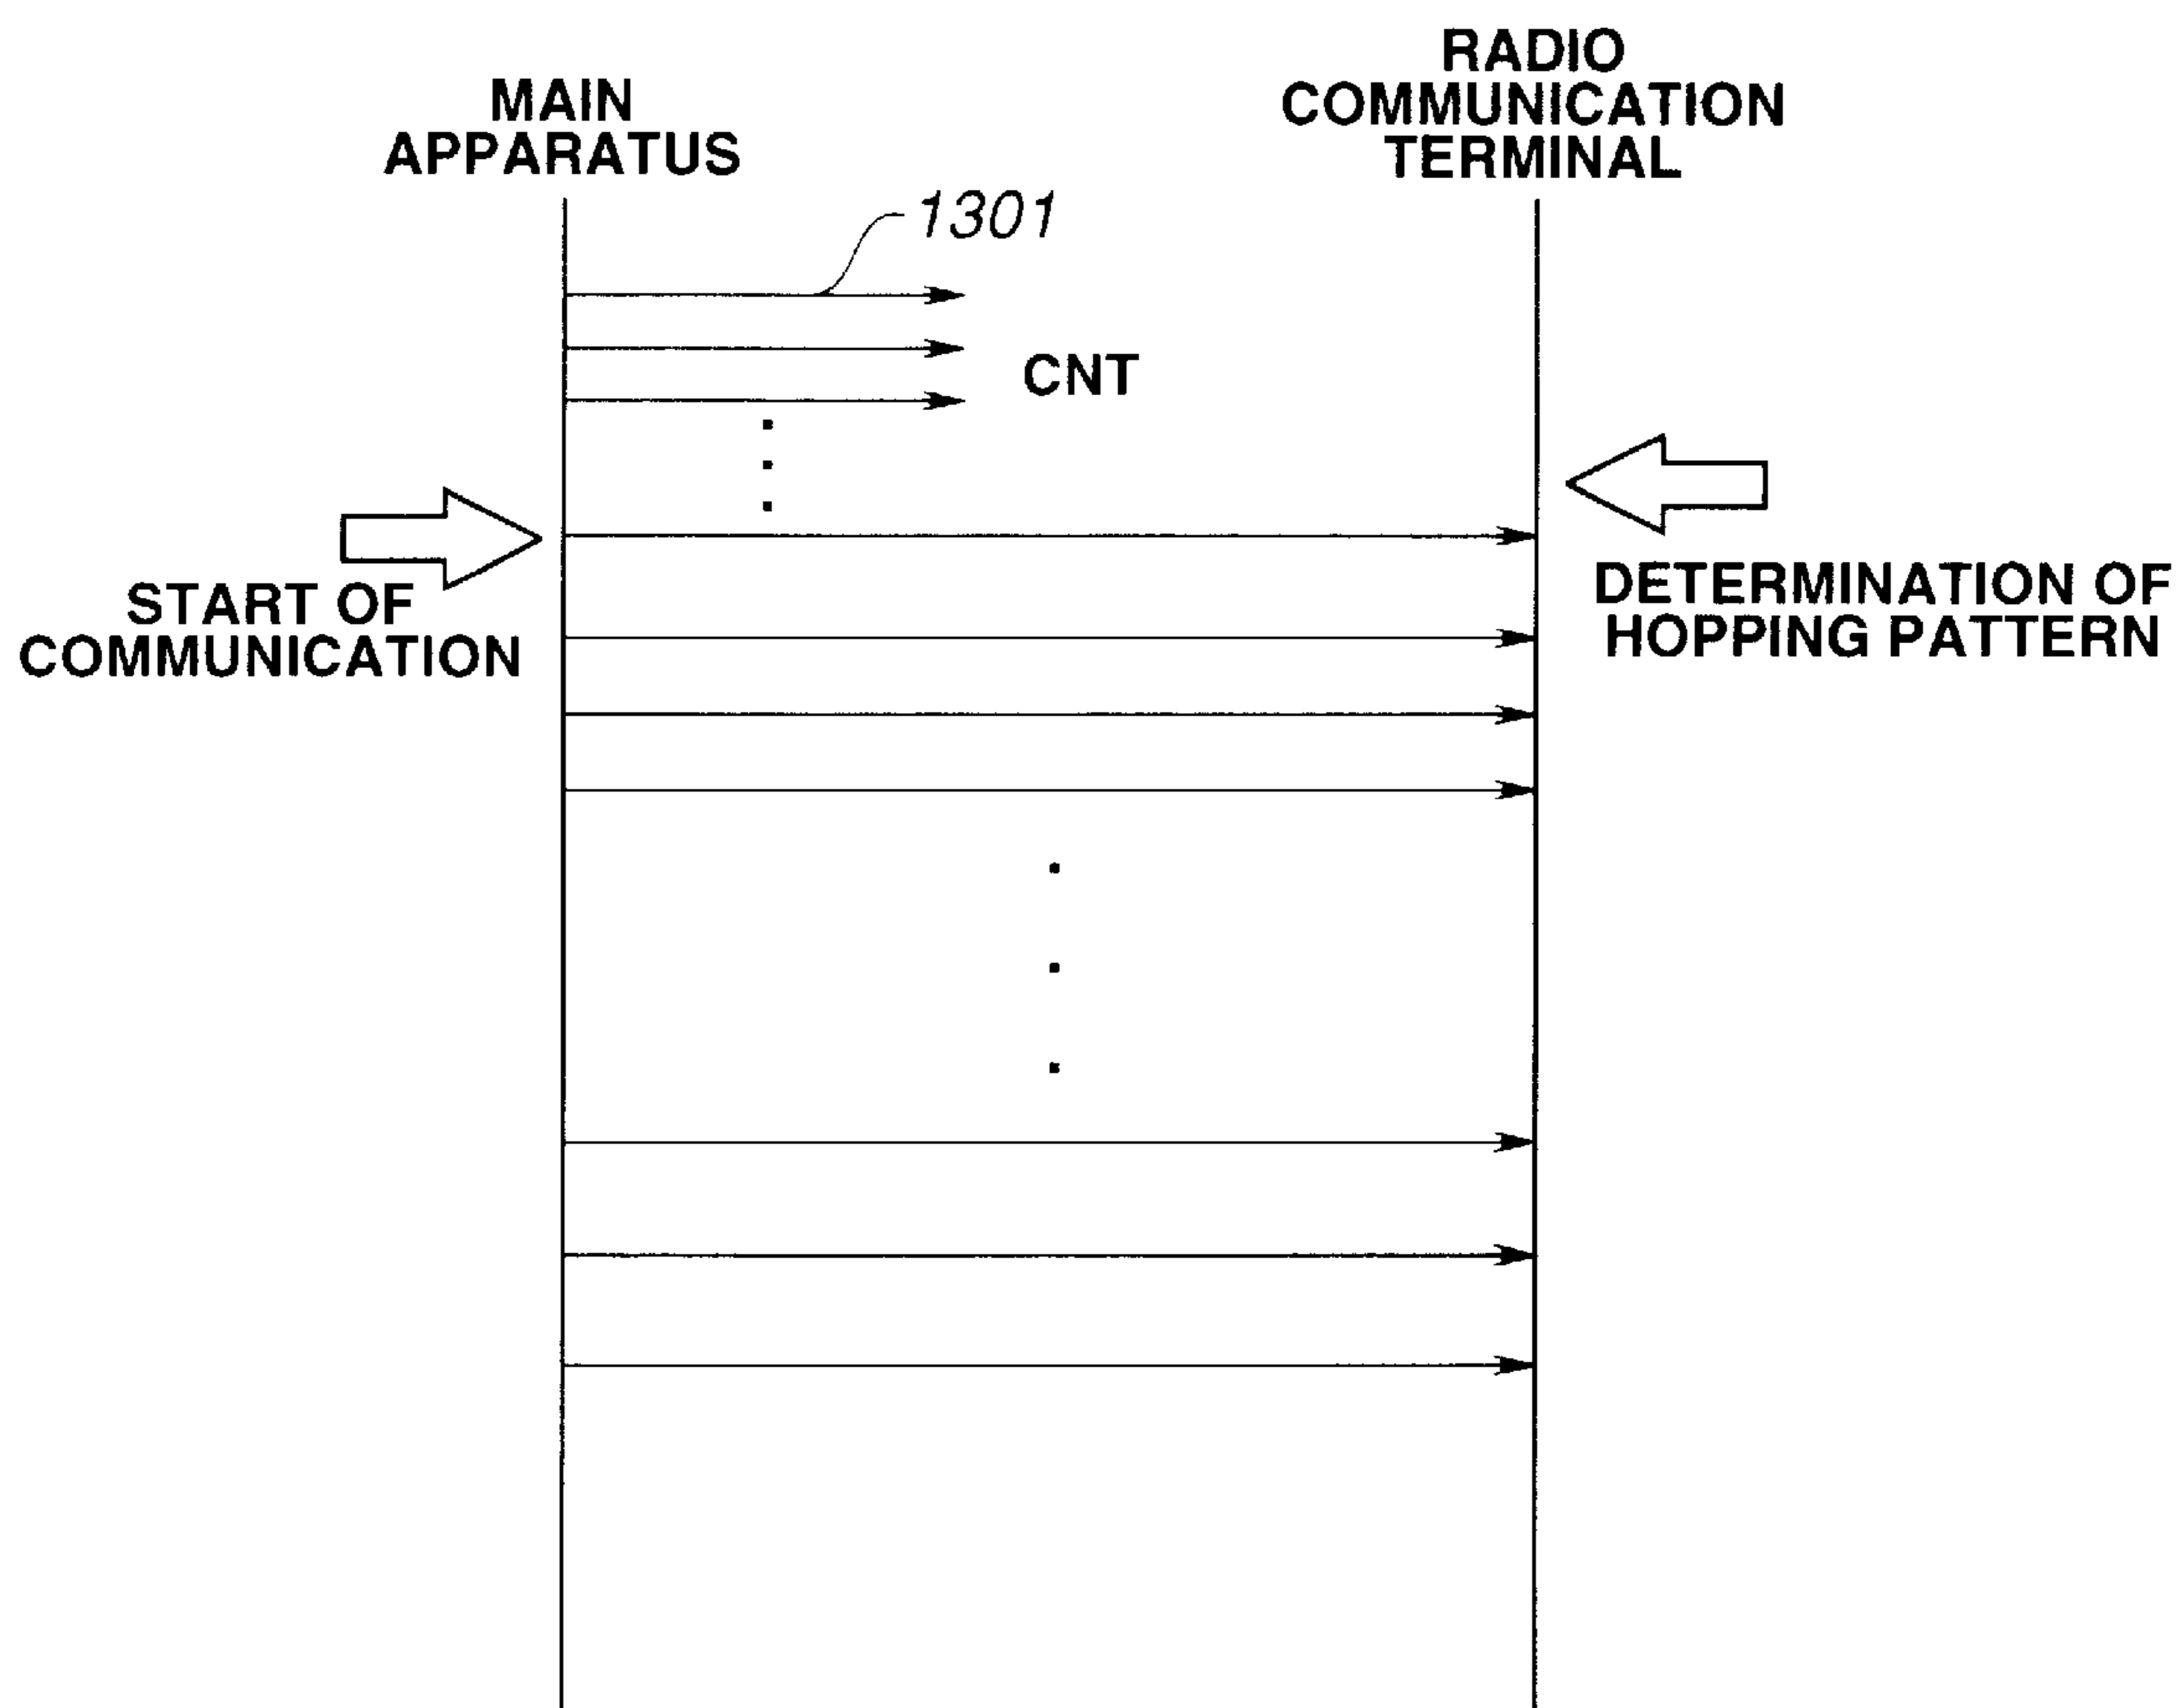 MAIN
APPARATUS
RADIO
COMMUNICATION
TERMINAL
1301
CNT
START OF
COMMUNICATION
DETERMINATION OF
HOPPING PATTERN